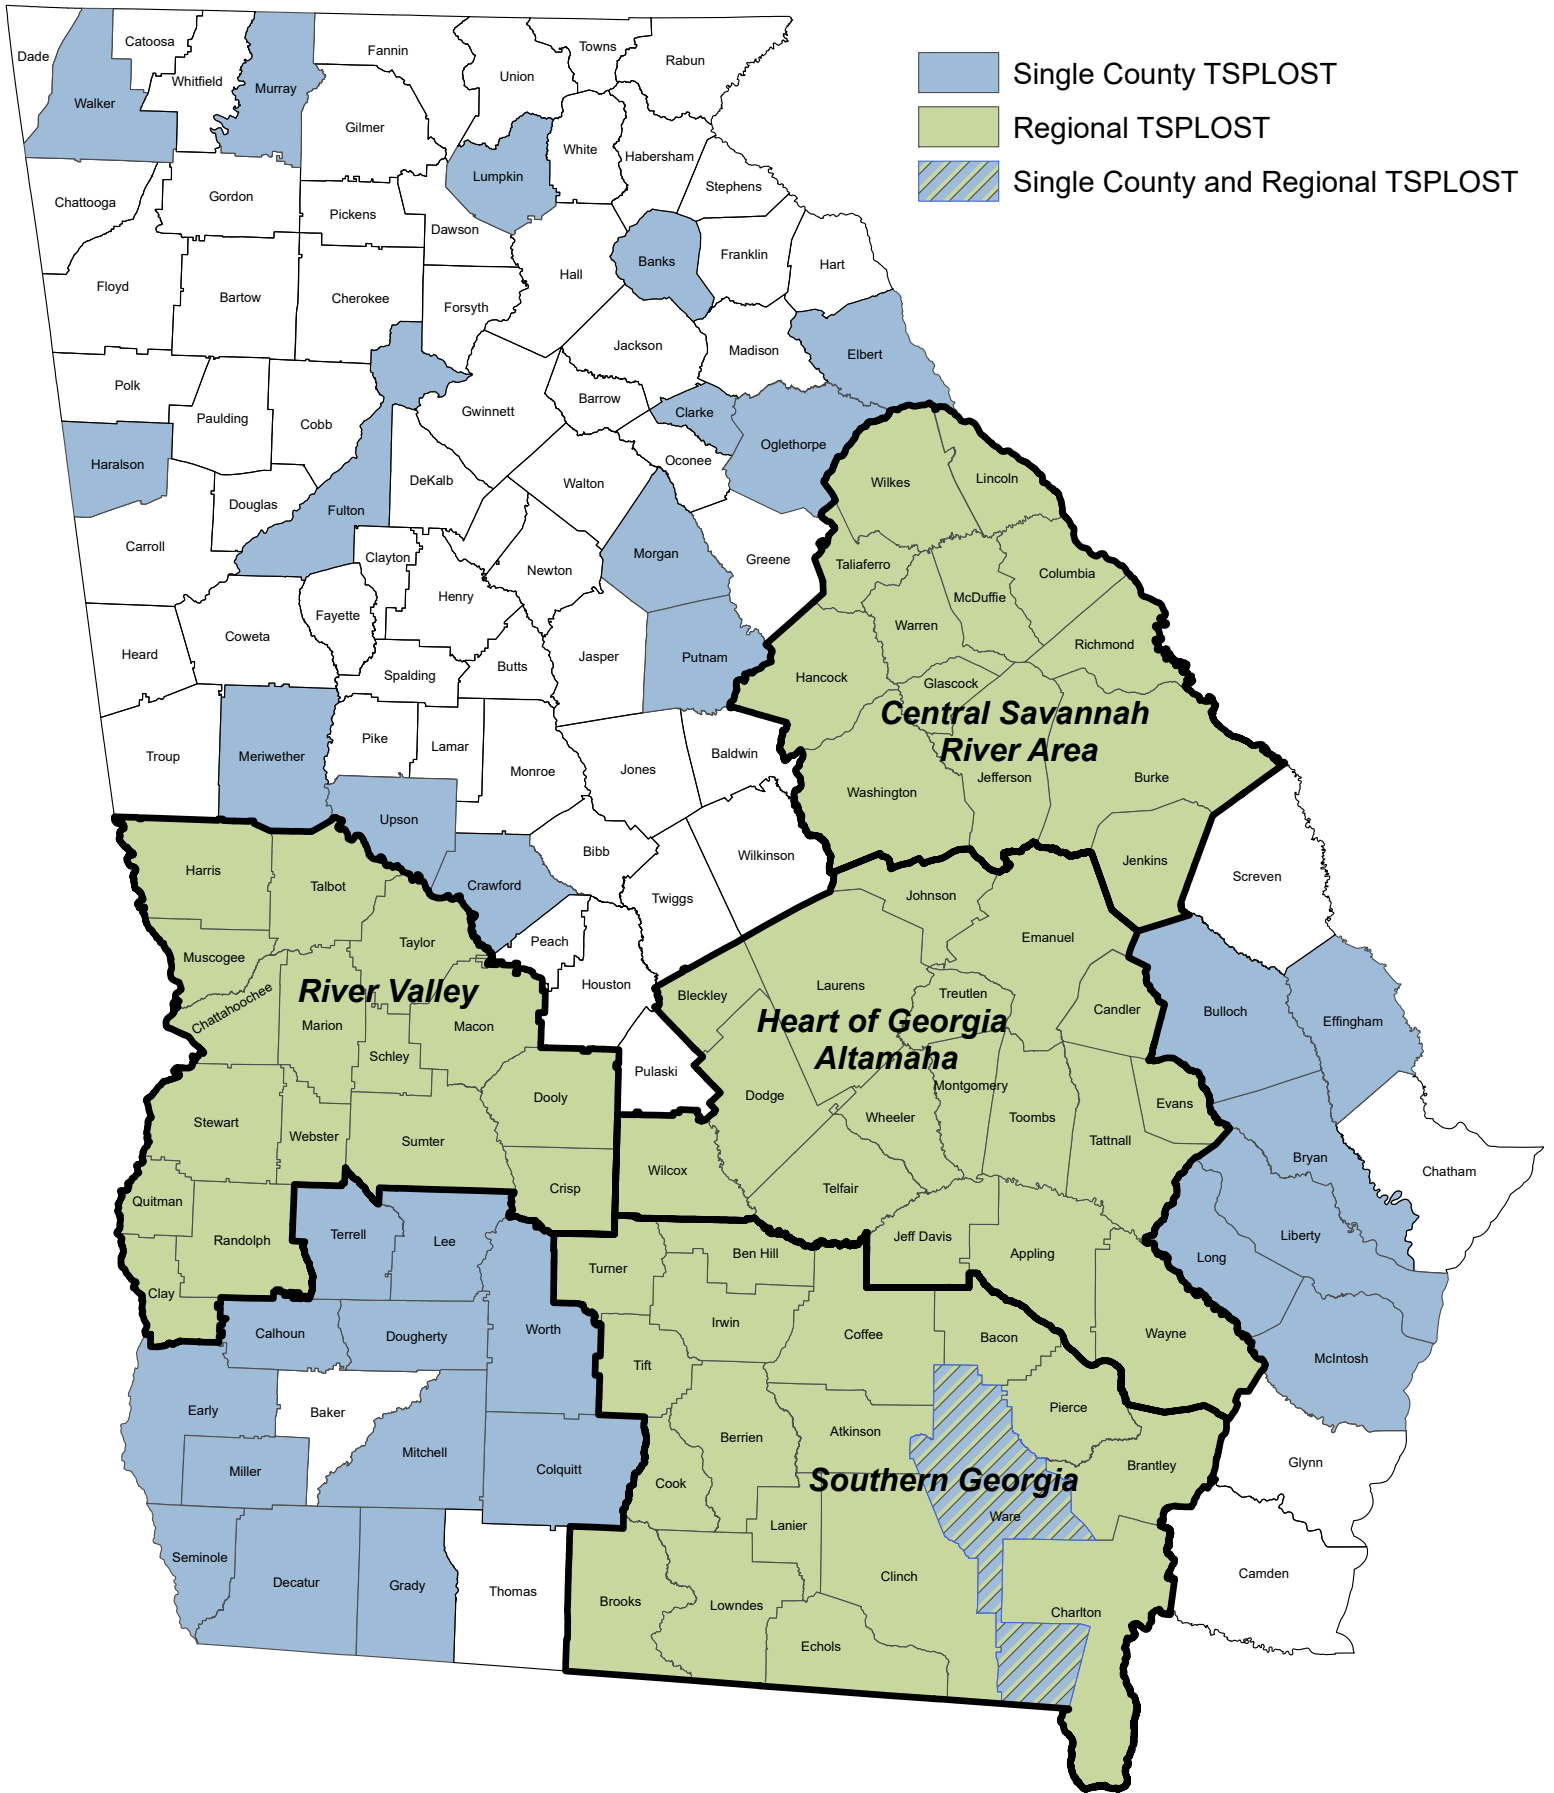 Dade
Catoosa
Whitfield
Walker
Murray
Fannin
Union
Towns
Rabun
Single County TSPLOST
Regional TSPLOST
Single County and Regional TSPLOST
Gilmer
Lumpkin
White
Habersham
Stephens
Chattooga
Gordon
Pickens
Dawson
Hall
Banks
Franklin
Hart
Floyd
Bartow
Cherokee
Forsyth
Jackson
Madison
Elbert
Polk
Paulding
Cobb
Gwinnett
Barrow
Clarke
Oglethorpe
Haralson
Douglas
Fulton
DeKalb
Walton
Oconee
Wilkes
Lincoln
Carroll
Clayton
Henry
Newton
Morgan
Greene
Taliaferro
McDuffie
Columbia
Heard
Coweta
Fayette
Spalding
Butts
Jasper
Putnam
Hancock
Warren
Glascock
Richmond
Central Savannah
River Area
Troup
Meriwether
Pike
Lamar
Monroe
Jones
Baldwin
Washington
Jefferson
Burke
Upson
Crawford
Bibb
Twiggs
Wilkinson
Jenkins
Screven
Harris
Talbot
Taylor
Peach
Houston
Johnson
Emanuel
Muscogee
Chattahoochee
River Valley
Marion
Schley
Macon
Bleckley
Laurens
Treutlen
Candler
Heart of Georgia
Altamaha
Bulloch
Effingham
Pulaski
Dodge
Wheeler
Montgomery
Toombs
Tattnall
Evans
Stewart
Webster
Sumter
Dooly
Crisp
Wilcox
Telfair
Bryan
Chatham
Quitman
Randolph
Clay
Terrell
Lee
Turner
Ben Hill
Jeff Davis
Appling
Long
Liberty
Calhoun
Dougherty
Worth
Irwin
Tift
Coffee
Bacon
Wayne
McIntosh
Early
Baker
Mitchell
Miller
Colquitt
Cook
Berrien
Atkinson
Pierce
Brantley
Glynn
Southern Georgia
Ware
Seminole
Decatur
Grady
Thomas
Brooks
Lowndes
Lanier
Clinch
Echols
Charlton
Camden